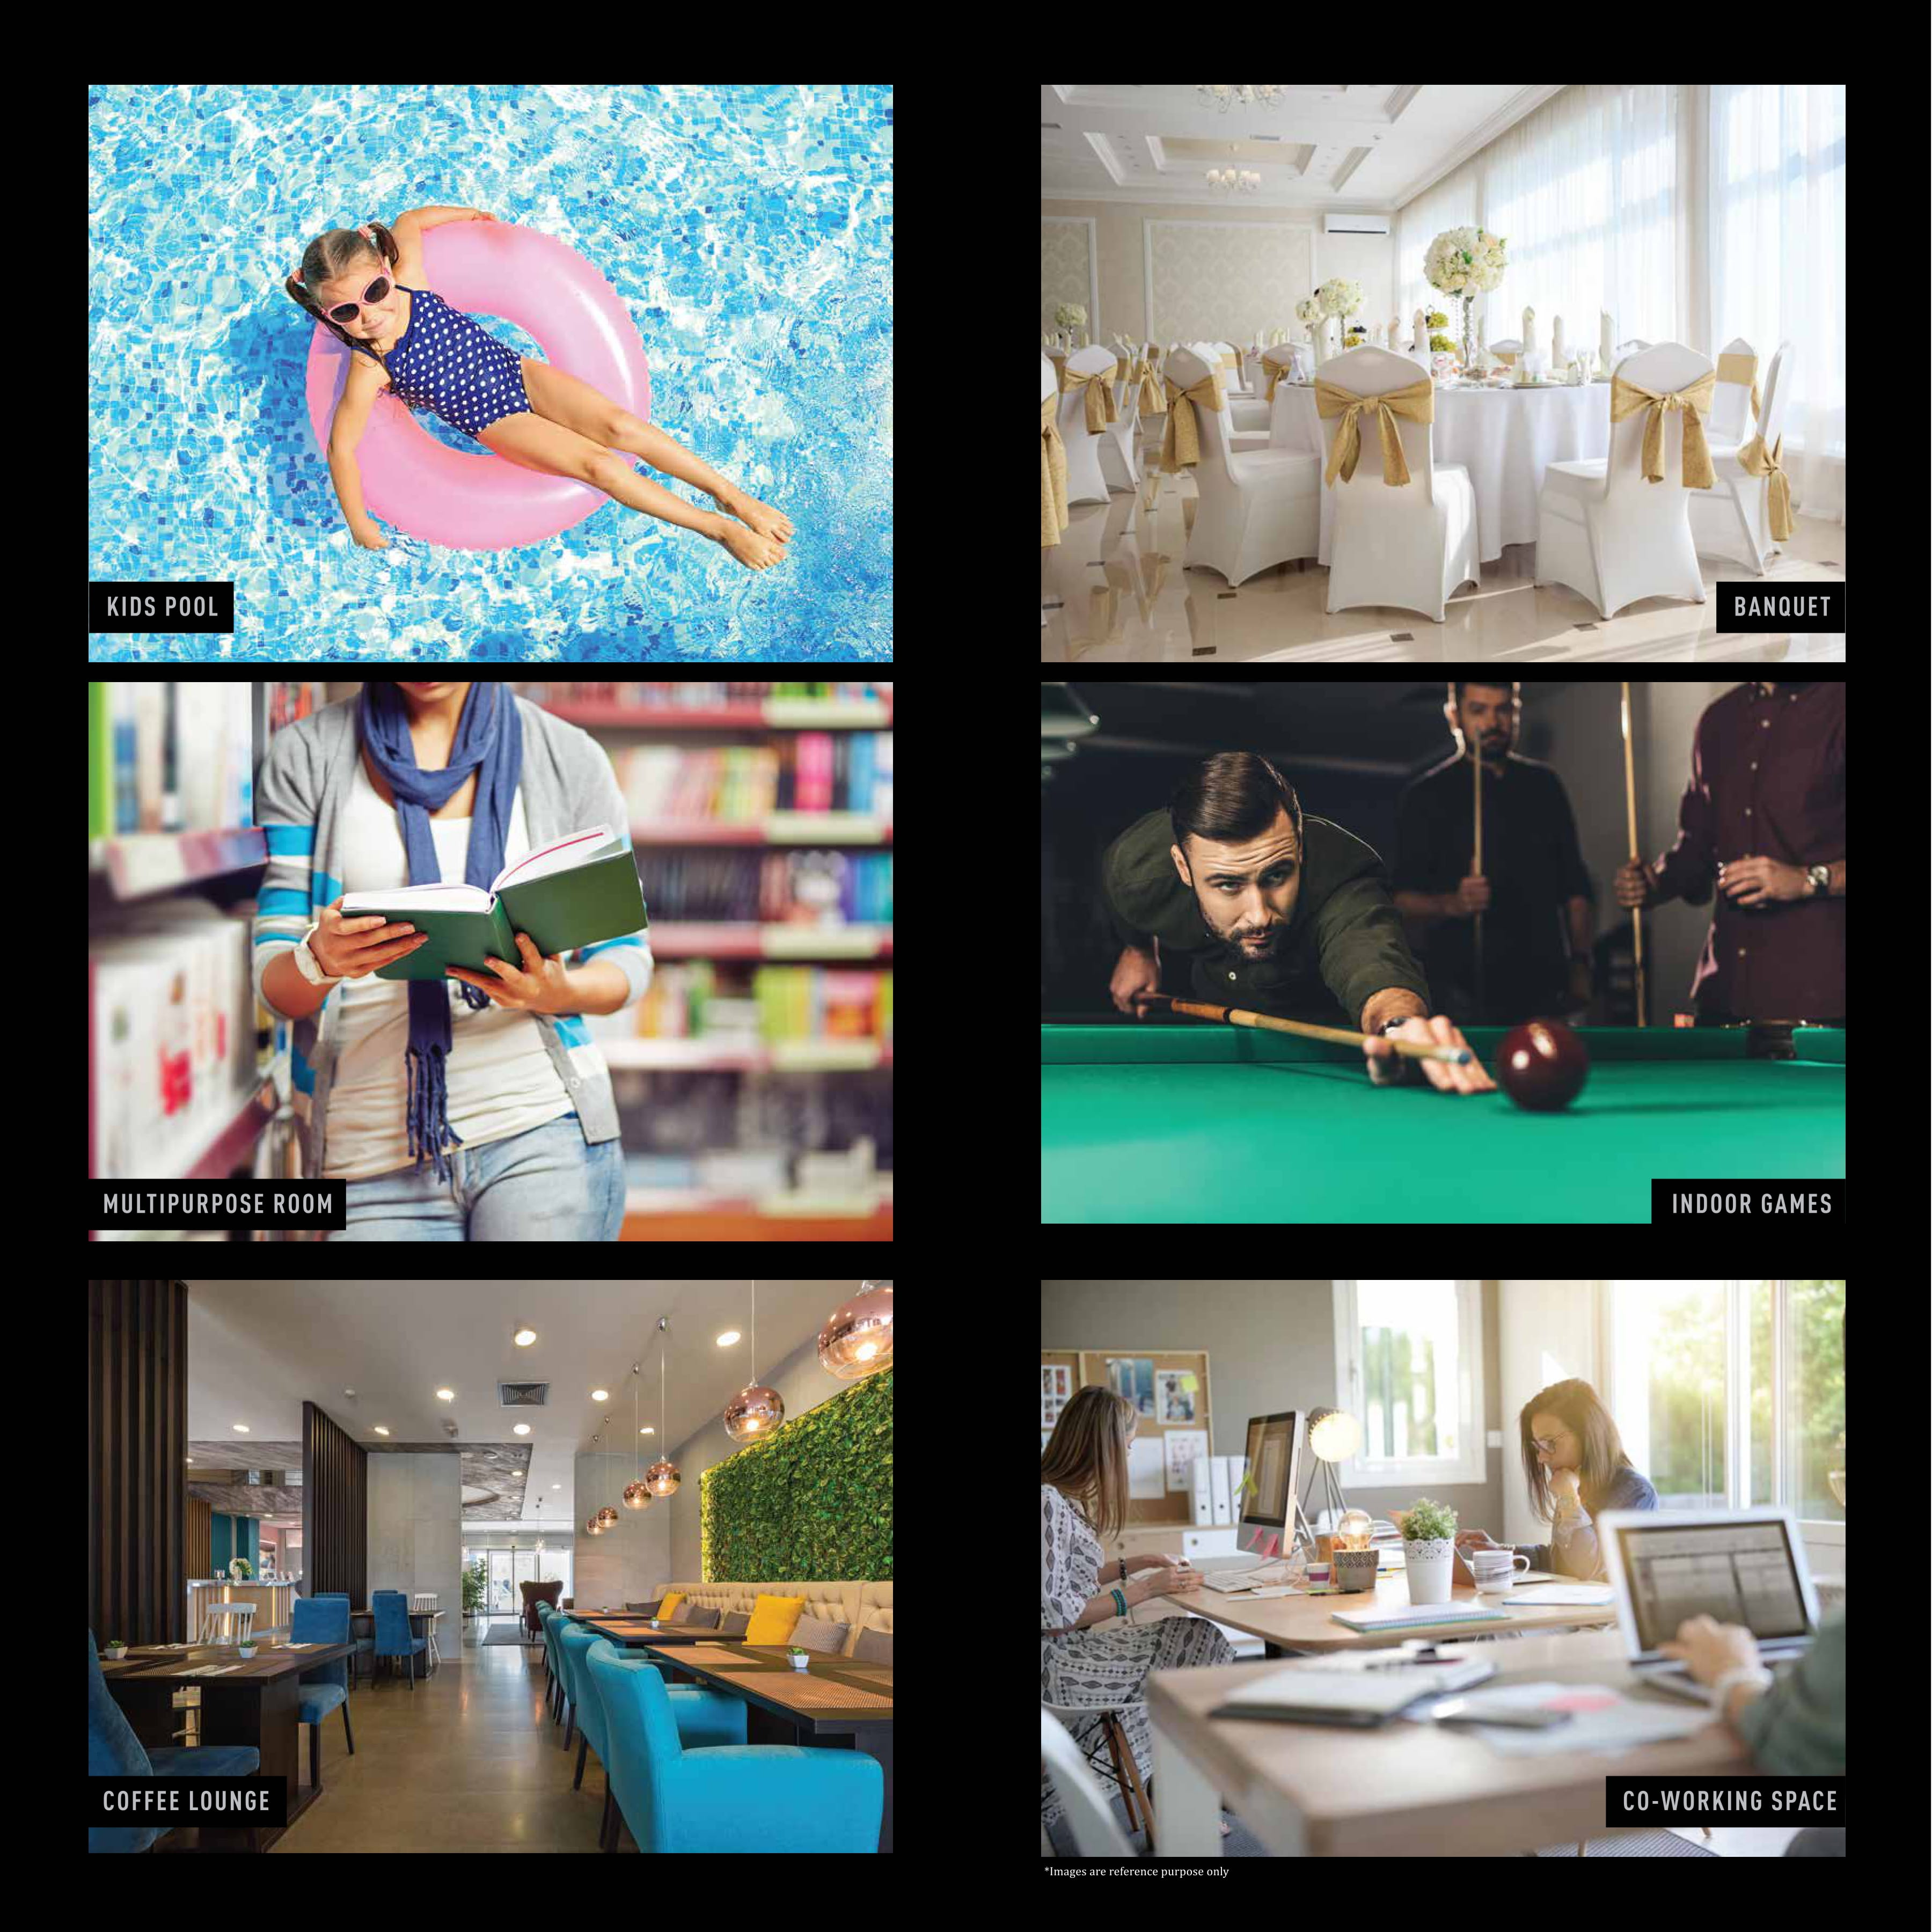 KIDS POOL
BANQUET
MULTIPURPOSE ROOM
INDOOR GAMES
COFFEE LOUNGE
CO-WORKING SPACE
*Images are reference purpose only